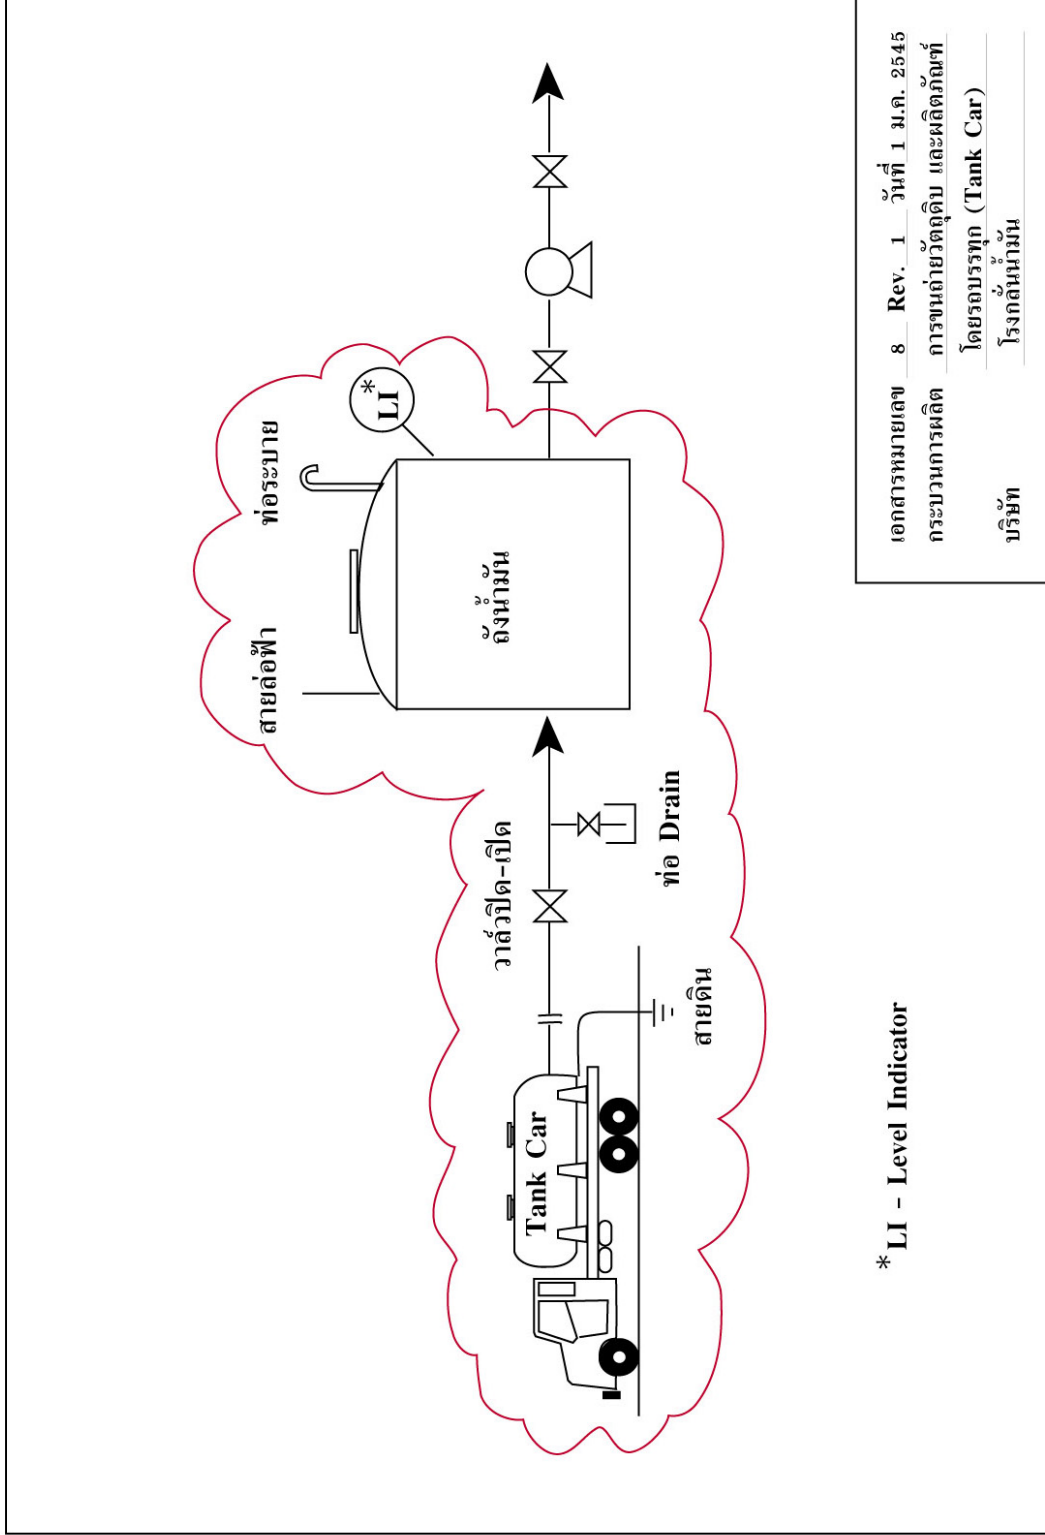 สายล่อฟ้า
ท่อระบาย
LI*
ถังน้ำมัน
วาล์วปิด-เปิด
Tank Car
ท่อ Drain
สายดิน
*LI - Level Indicator
เอกสารหมายเลข 8 Rev. 1 วันที่ 1 ม.ค. 2545
กระบวนการผลิต การขนถ่ายวัตถุดิบ และผลิตภัณฑ์
โดยรถบรรทุก (Tank Car)
บริษัท โรงกลั่นน้ำมัน